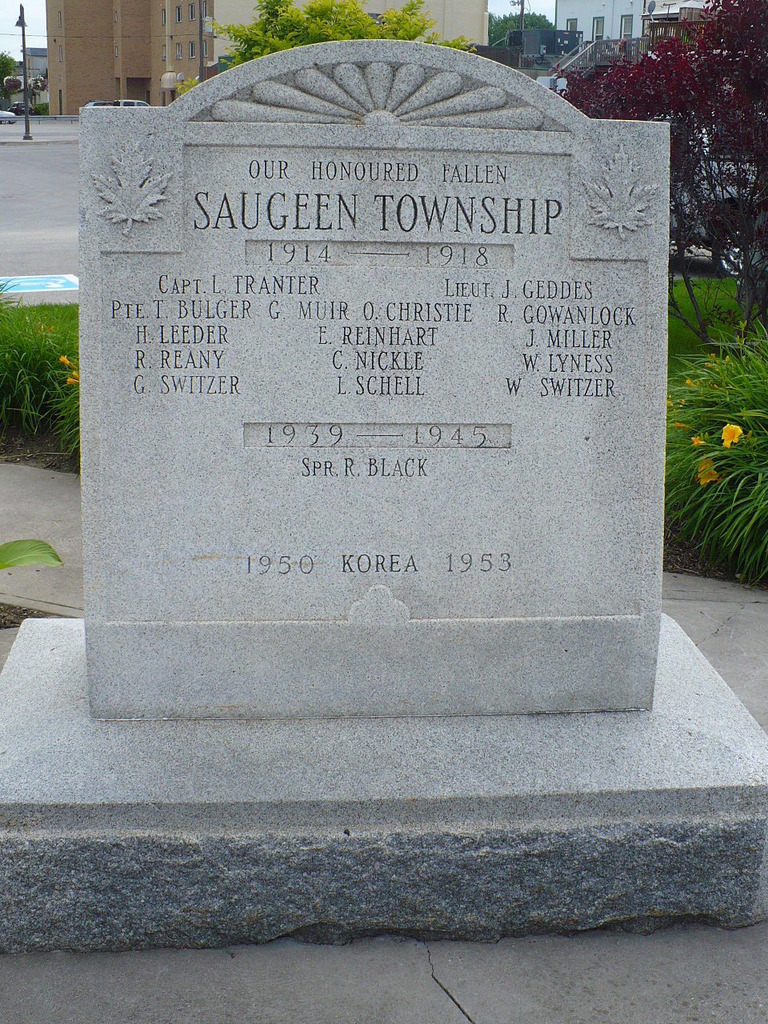 OUR HONOURED FALLEN
SAUGEEN TOWNSHIP
1914 — 1918
CAPT. L. TRANTER LIEUT. J. GEDDES
PTE. T. BULGER G. MUIR O. CHRISTIE R. GOWANLOCK
H. LEEDER E. REINHART J. MILLER
R. REANY C. NICKLE W. LYNESS
G. SWITZER I. SCHELL W. SWITZER
1939 — 1945
SPR. R. BLACK
1950 KOREA 1953